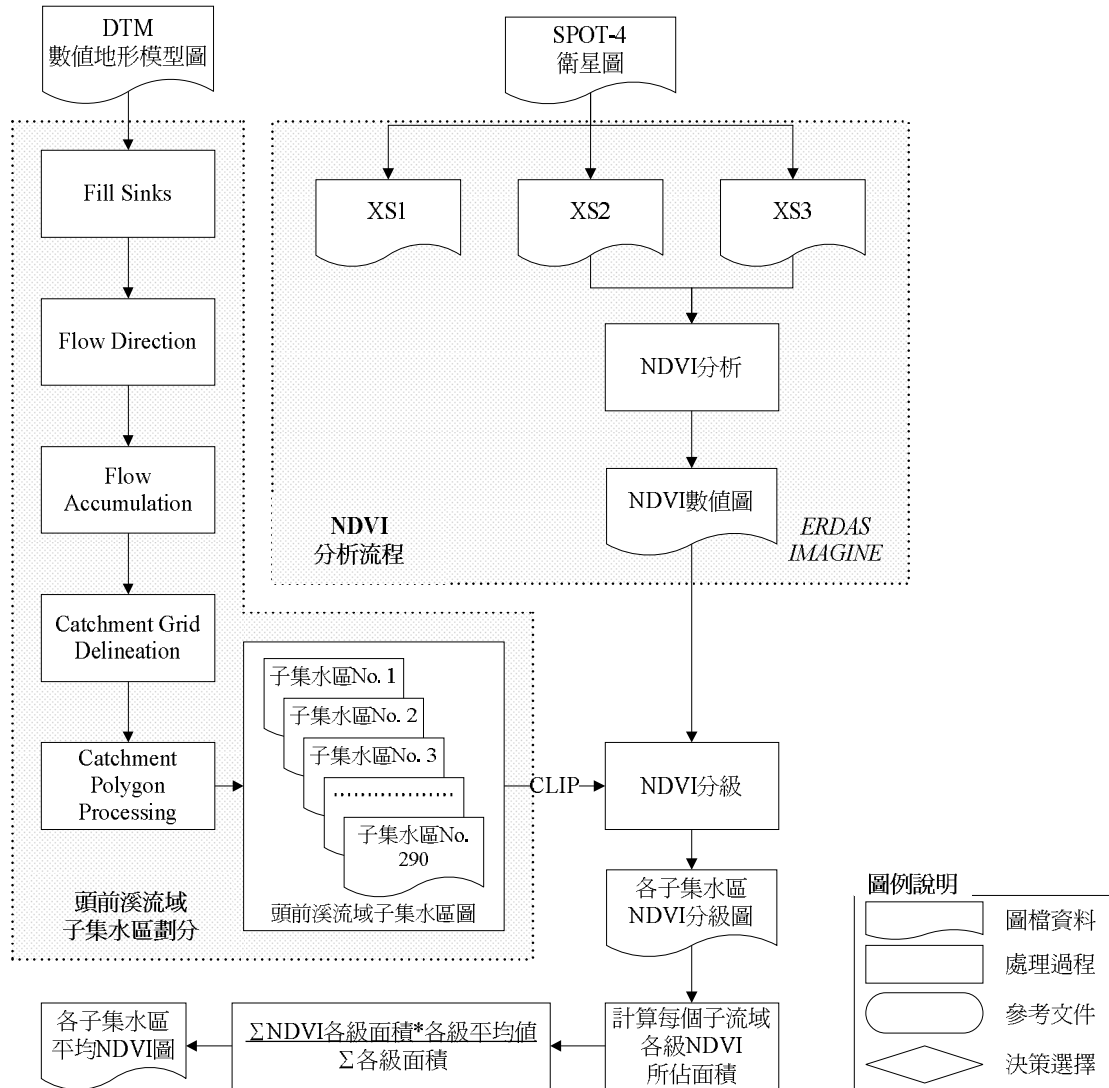 DTM
數值地形模型圖
SPOT-4
衛星圖
Fill Sinks
Flow Direction
Flow
Accumulation
Catchment Grid
Delineation
Catchment
Polygon
Processing
頭前溪流域
子集水區劃分
子集水區No. 1
子集水區No. 2
子集水區No. 3
..................
子集水區No.
290
頭前溪流域子集水區圖
XS1
XS2
XS3
NDVI分析
NDVI數值圖
NDVI
分析流程
ERDAS
IMAGINE
CLIP
NDVI分級
各子集水區
NDVI分級圖
計算每個子流域
各級NDVI
所佔面積
ΣNDVI各級面積*各級平均值
Σ各級面積
各子集水區
平均NDVI圖
圖例說明
圖檔資料
處理過程
參考文件
決策選擇